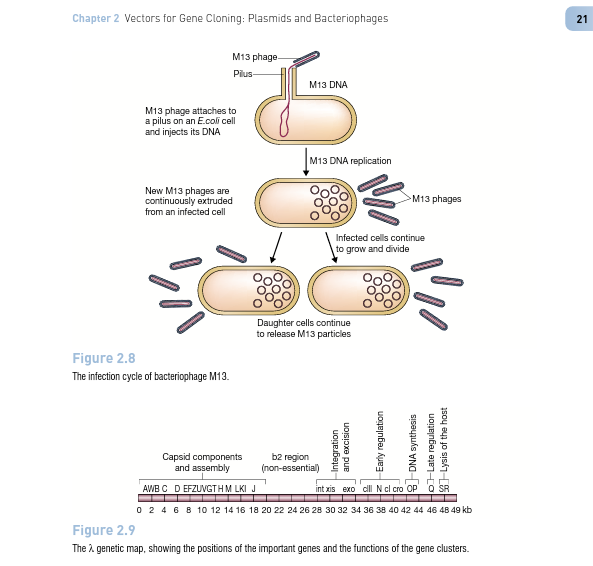 Chapter 2 Vectors for Gene Cloning: Plasmids and Bacteriophages
21
M13 phage
Pilus
M13 DNA
M13 phage attaches to
a pilus on an E.coli cell
and injects its DNA
M13 DNA replication
New M13 phages are
continuously extruded
from an infected cell
M13 phages
Infected cells continue
to grow and divide
Daughter cells continue
to release M13 particles
Figure 2.8
The infection cycle of bacteriophage M13.
Capsid components
and assembly
b2 region
(non-essential)
Integration
and excision
Early regulation
DNA synthesis
Late regulation
Lysis of the host
AWB C D EFZUVGT H M LKI J int xis exo cIII N cI cro OP Q SR
0 2 4 6 8 10 12 14 16 18 20 22 24 26 28 30 32 34 36 38 40 42 44 46 48 49 kb
Figure 2.9
The λ genetic map, showing the positions of the important genes and the functions of the gene clusters.